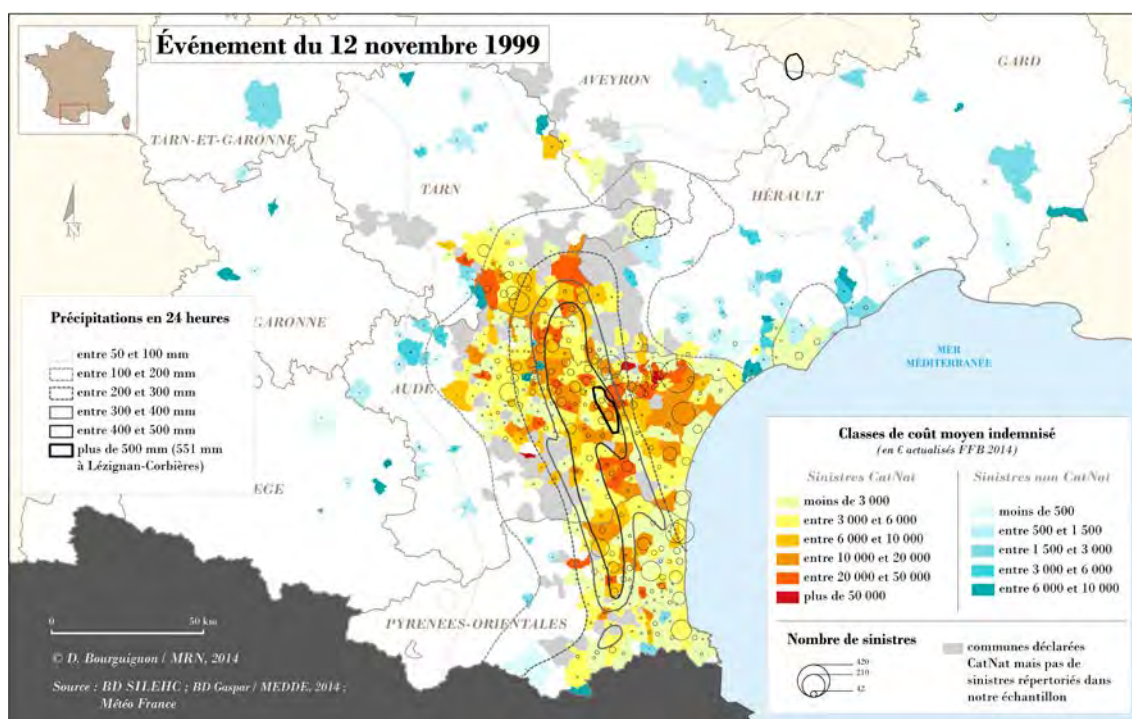 Événement du 12 novembre 1999
AVEYRON
GARD
TARN-ET-GARONNE
TARN
HÉRAULT
N
Précipitations en 24 heures
entre 50 et 100 mm
entre 100 et 200 mm
entre 200 et 300 mm
entre 300 et 400 mm
entre 400 et 500 mm
plus de 500 mm (551 mm
à Lézignan-Corbières)
GARONNE
AUDE
EGE
MER
MÉDITERRANÉE
PYRENEES-ORIENTALES
Classes de coût moyen indemnisé
(en € actualisés FFB 2014)
Sinistres CatNat
moins de 3 000
entre 3 000 et 6 000
entre 6 000 et 10 000
entre 10 000 et 20 000
entre 20 000 et 50 000
plus de 50 000
Sinistres non CatNat
moins de 500
entre 500 et 1 500
entre 1 500 et 3 000
entre 3 000 et 6 000
entre 6 000 et 10 000
Nombre de sinistres
420
210
42
communes déclarées
CatNat mais pas de
sinistres répertoriés dans
notre échantillon
0 50 km
© D. Bourguignon / MRN, 2014
Source : BD SILEHC ; BD Gaspar / MEDDE, 2014 ;
Météo France